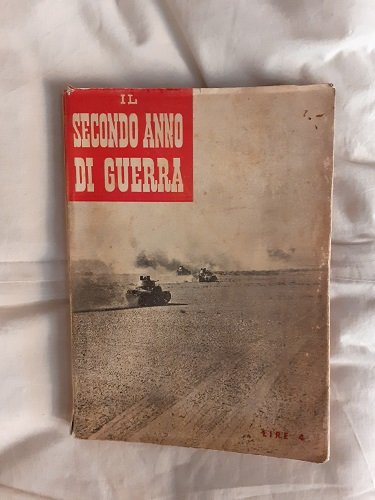 IL
SECONDO ANNO
DI GUERRA
LIRE 4